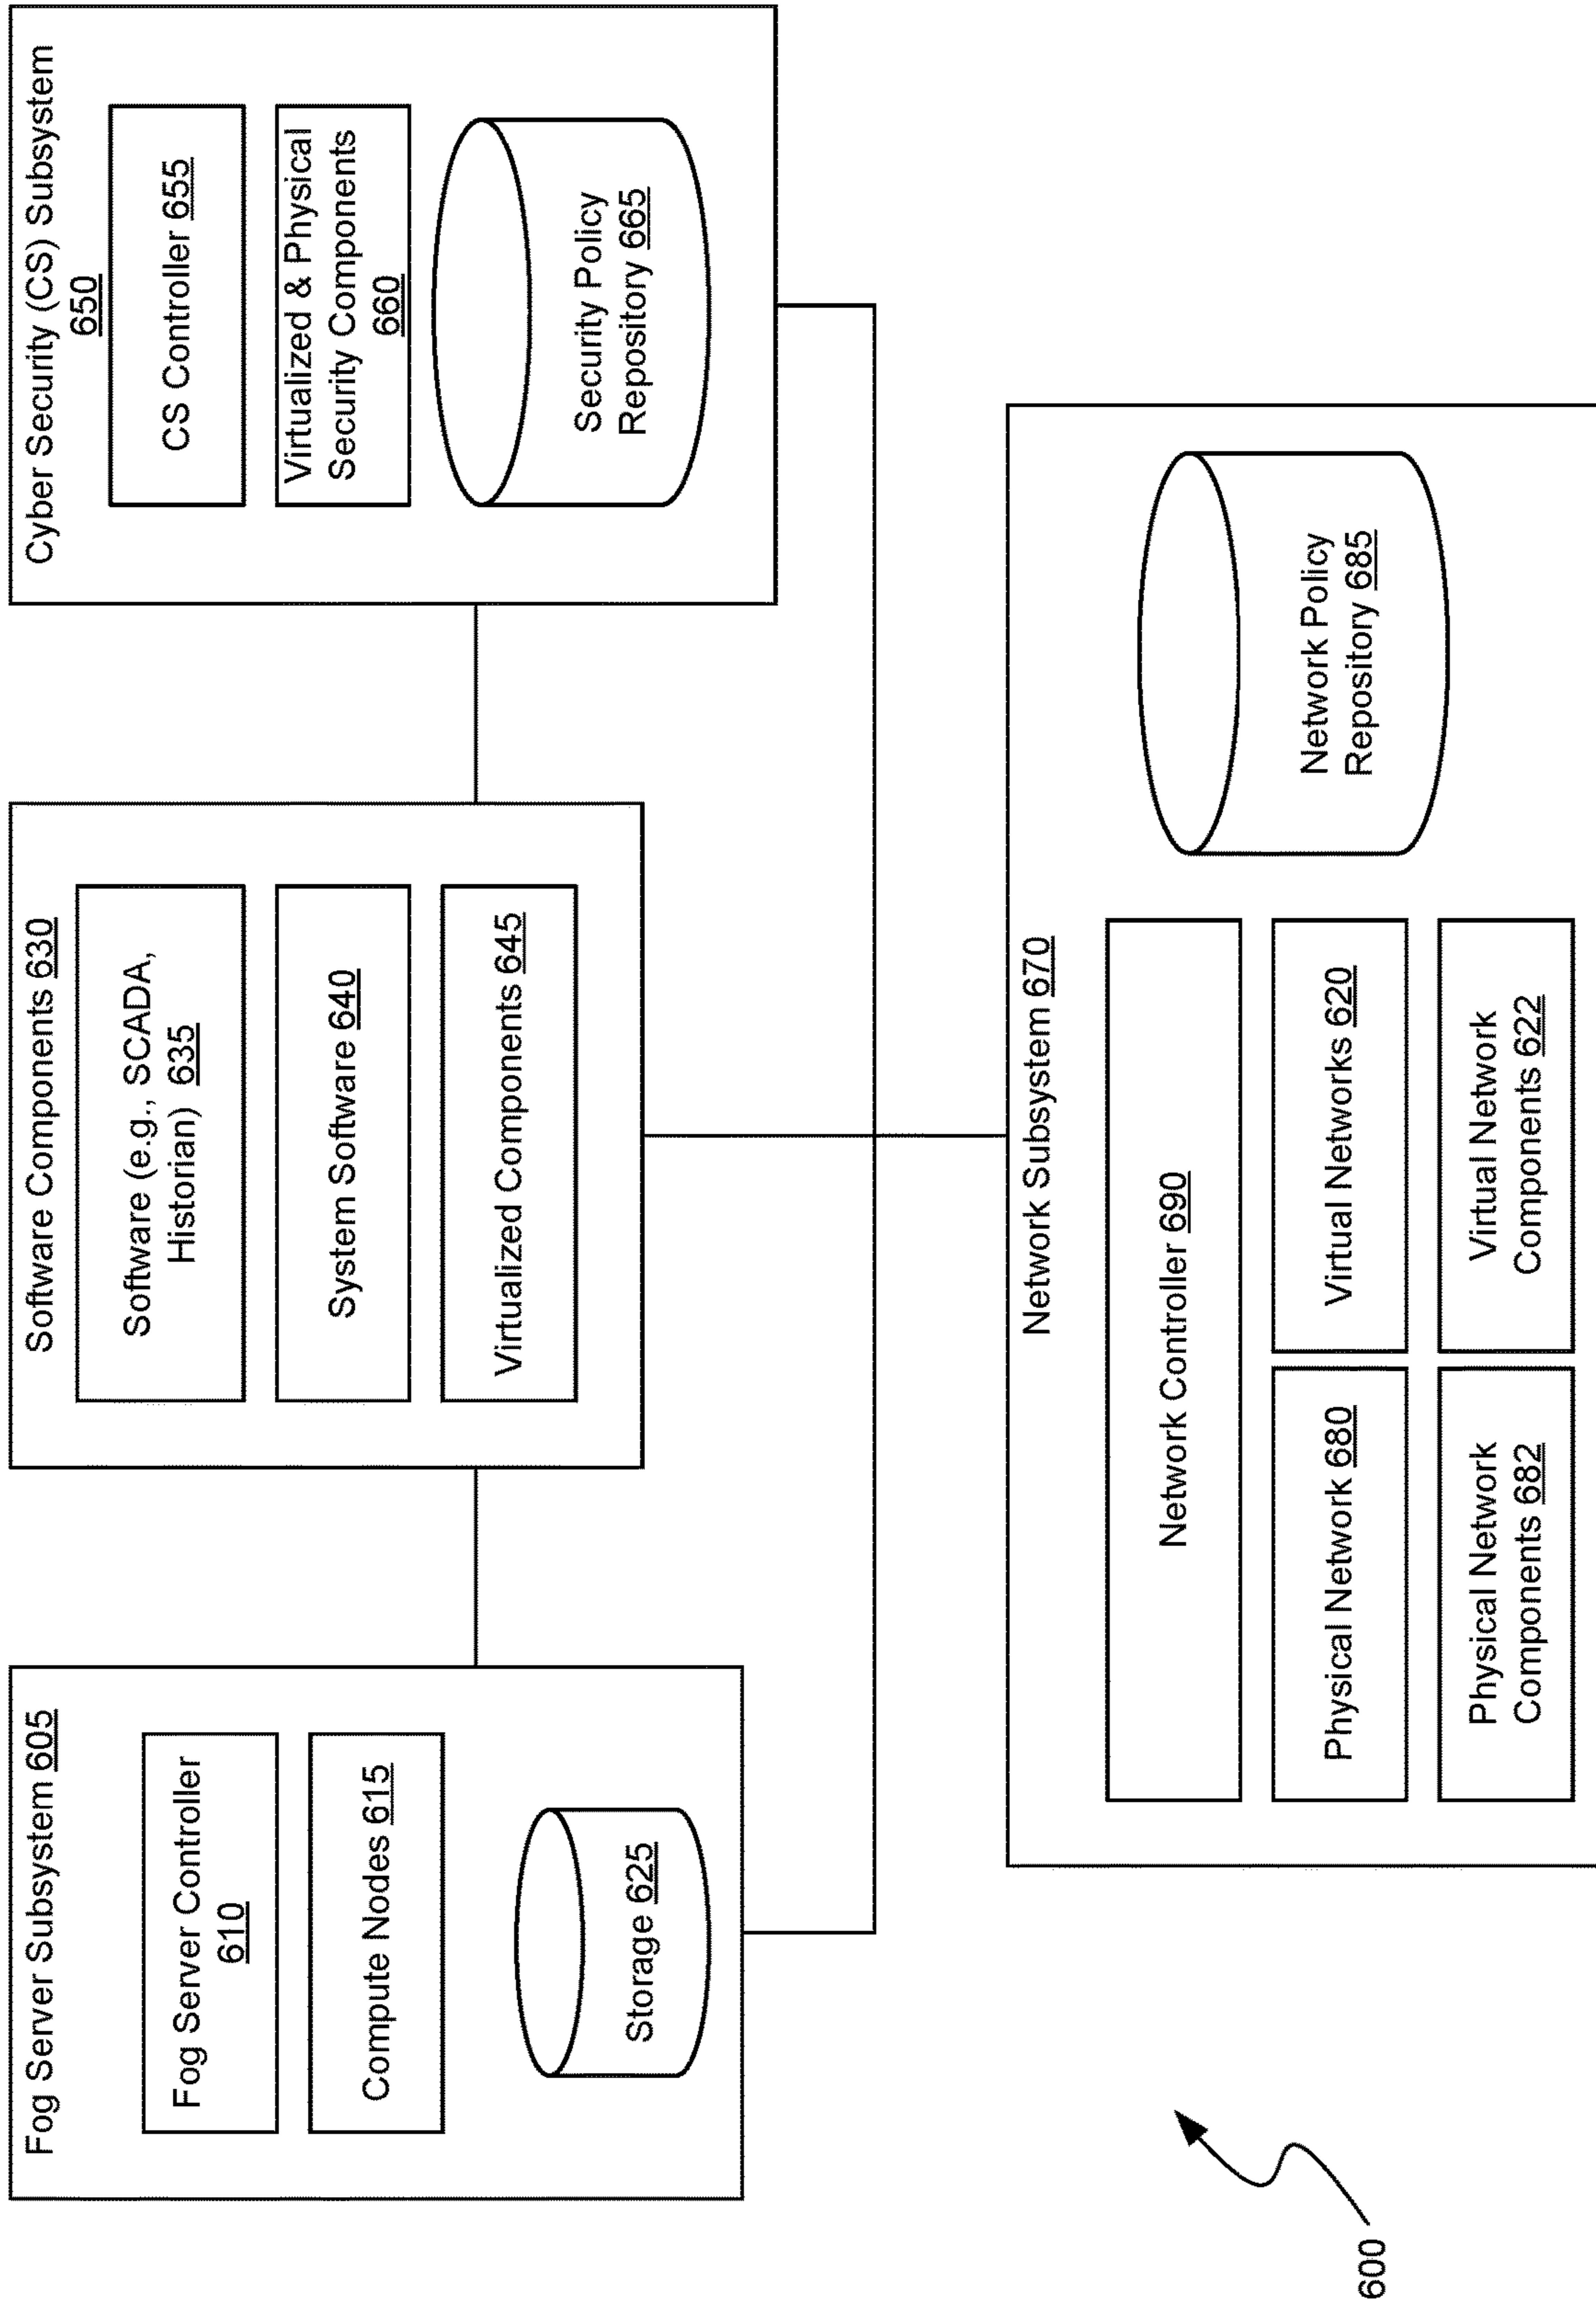 Fog Server Subsystem 605
Fog Server Controller
610
Compute Nodes 615
Storage 625
Software Components 630
Software (e.g., SCADA,
Historian) 635
System Software 640
Virtualized Components 645
Cyber Security (CS) Subsystem
650
CS Controller 655
Virtualized & Physical
Security Components
660
Security Policy
Repository 665
Network Subsystem 670
Network Controller 690
Physical Network 680
Virtual Networks 620
Physical Network
Components 682
Virtual Network
Components 622
Network Policy
Repository 685
600